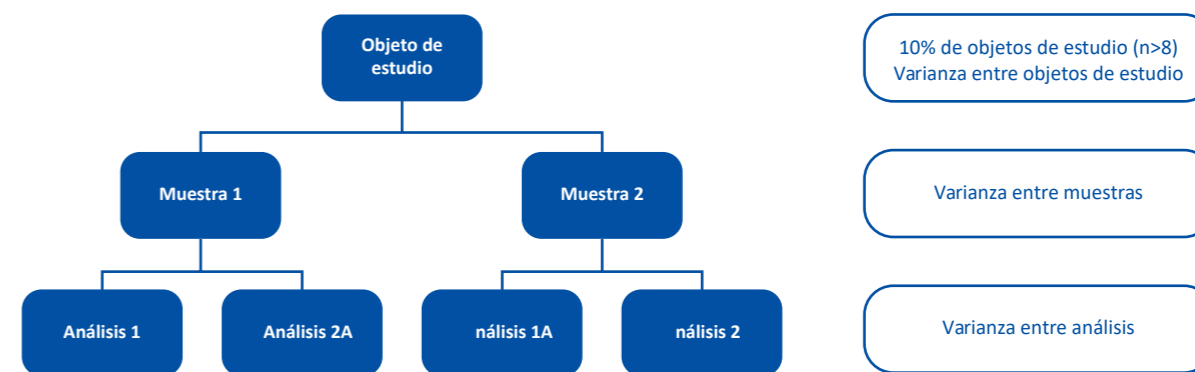 Objeto de
estudio
10% de objetos de estudio (n>8)
Varianza entre objetos de estudio
Muestra 1
Muestra 2
Varianza entre muestras
Análisis 1
Análisis 2A
nálisis 1A
nálisis 2
Varianza entre análisis